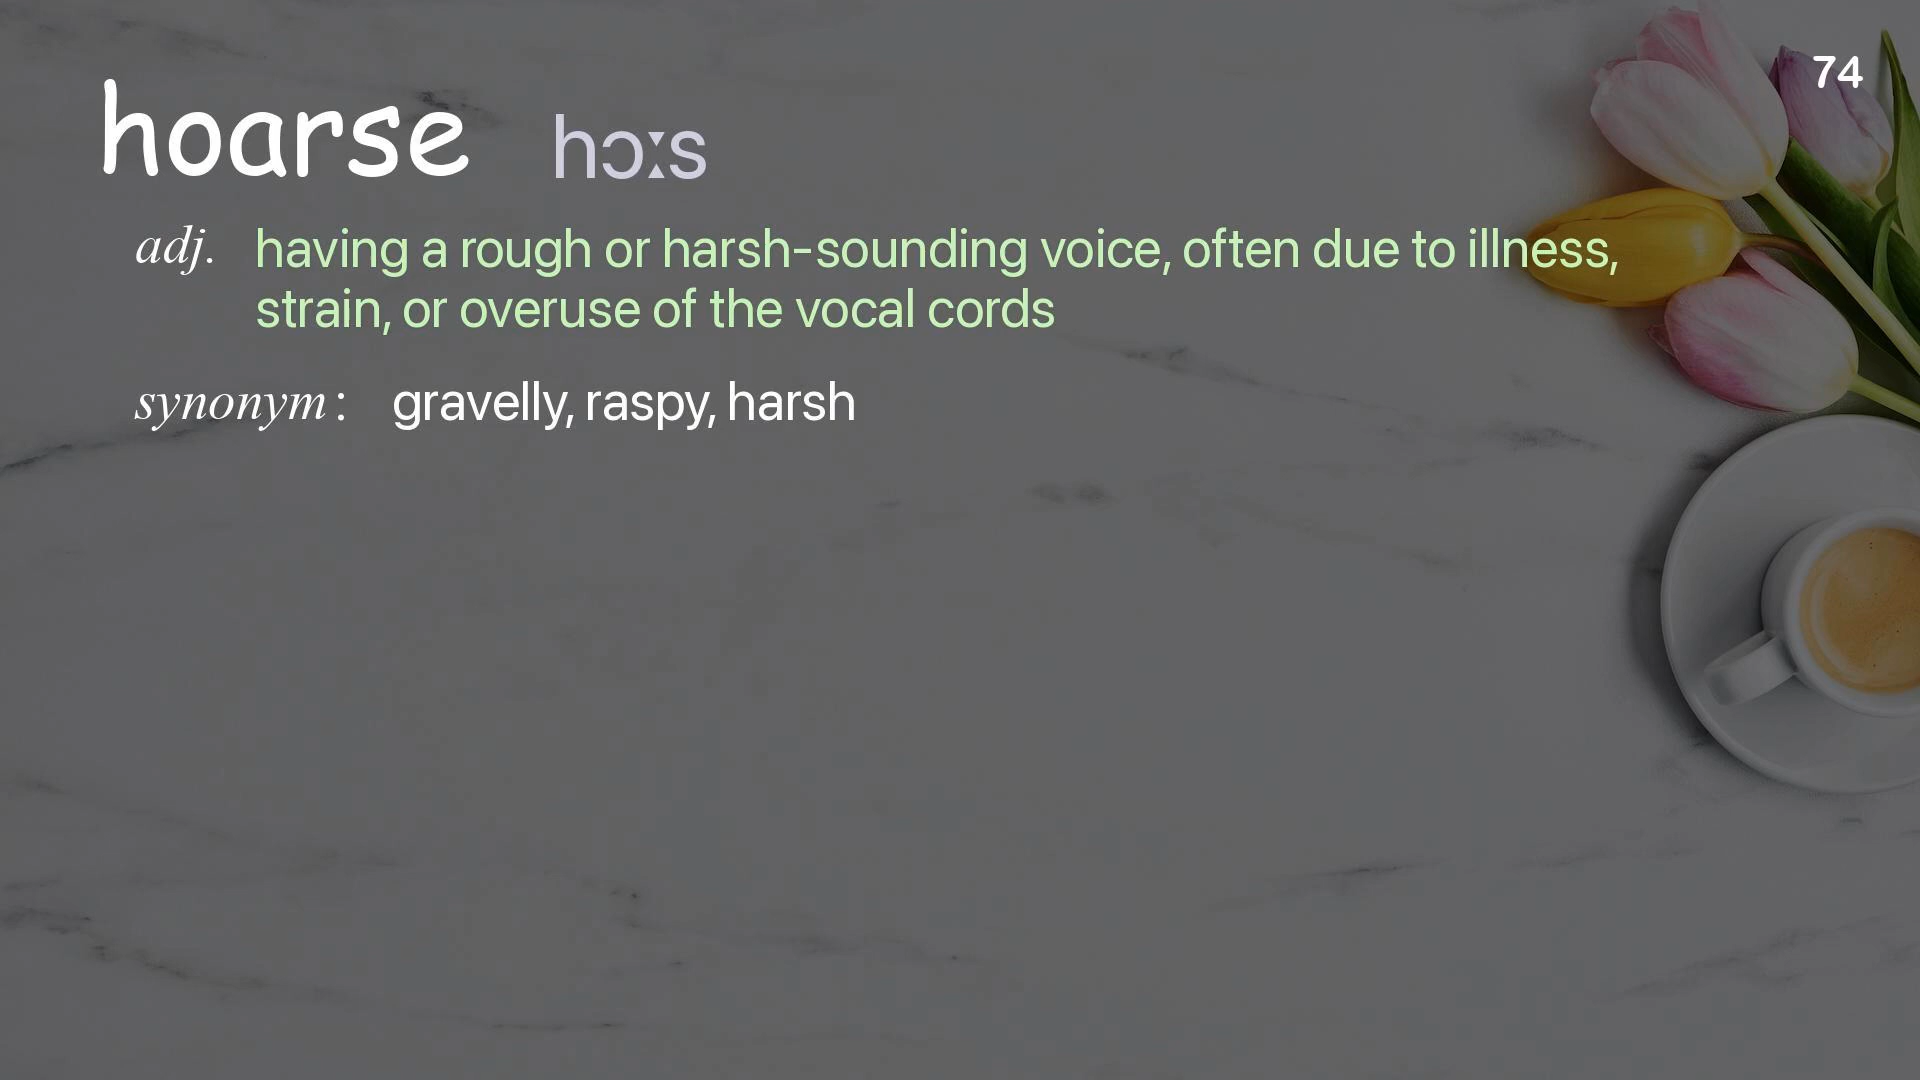 74
hoarse hɔːs
adj. having a rough or harsh-sounding voice, often due to illness,
strain, or overuse of the vocal cords
synonym : gravelly, raspy, harsh